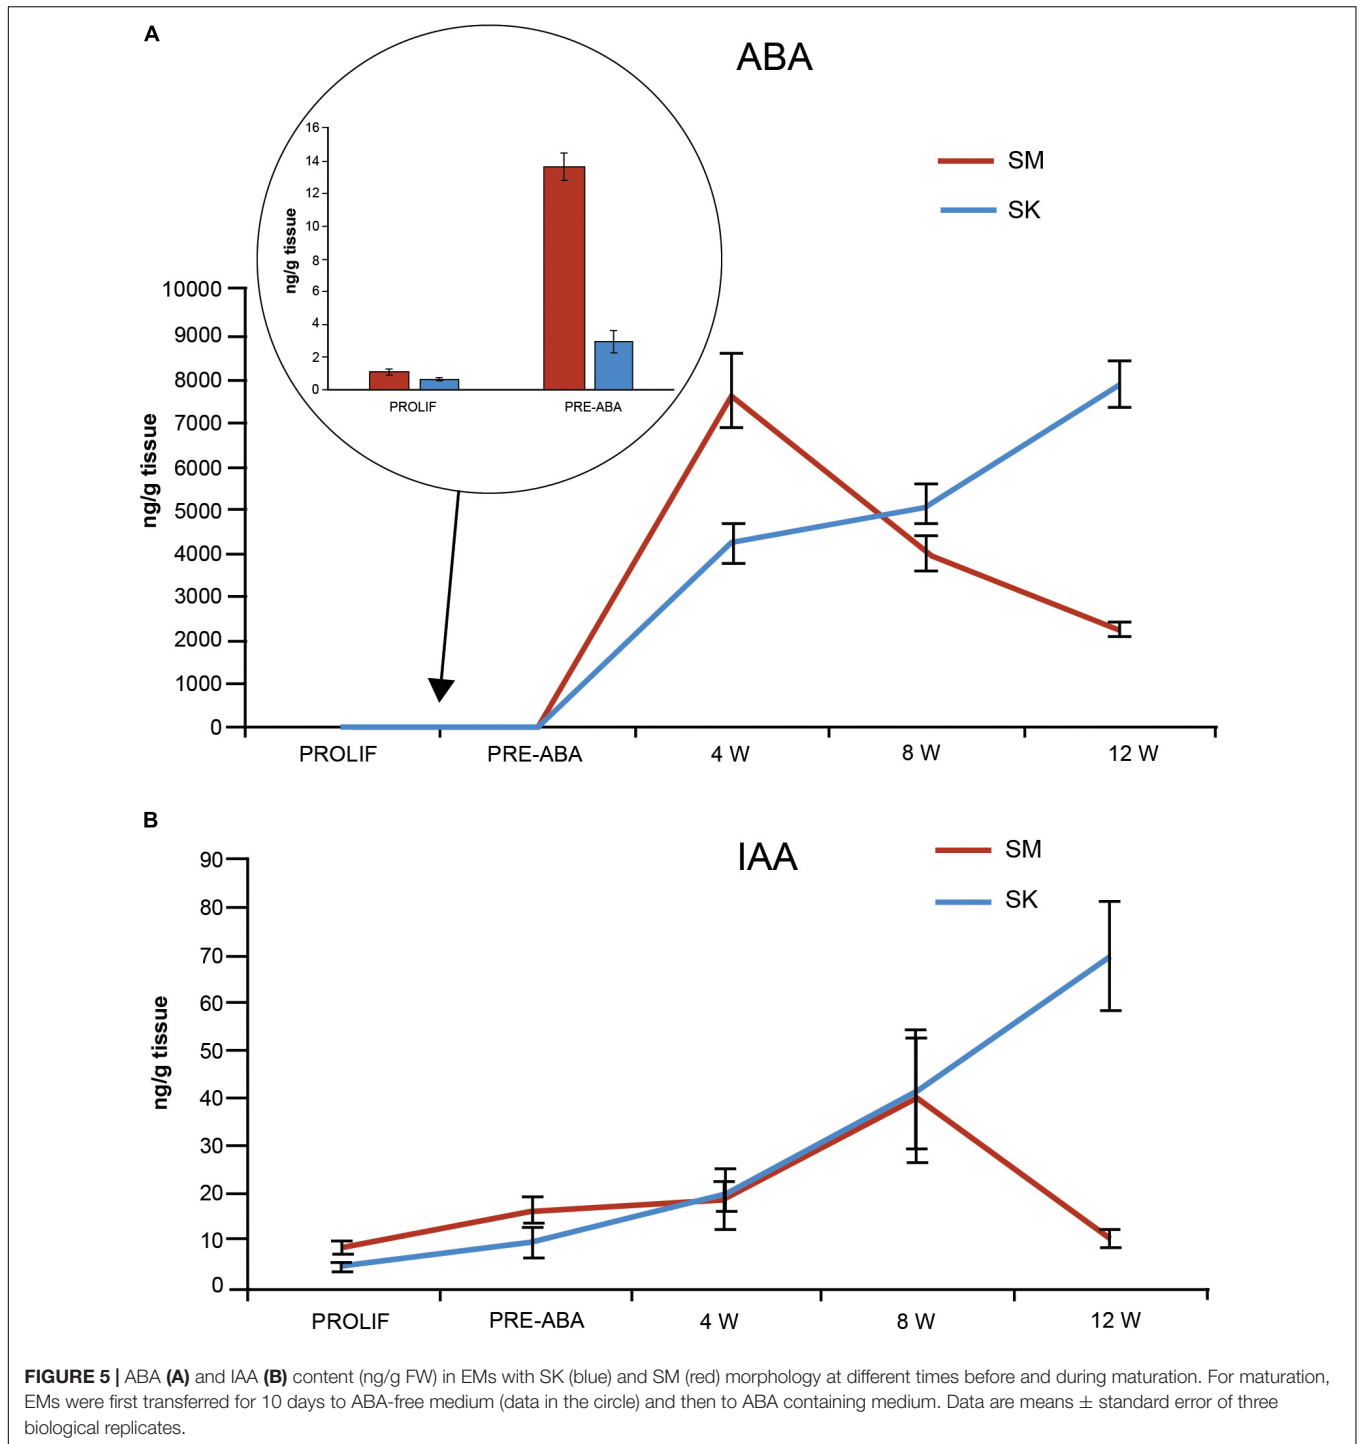 A
ABA
16
14
12
10
8
6
4
2
0
ng/g tissue
PROLIF PRE-ABA
SM
SK
10000
9000
8000
7000
6000
5000
4000
3000
2000
1000
0
ng/g tissue
PROLIF PRE-ABA 4 W 8 W 12 W
B
IAA
SM
SK
90
80
70
60
50
40
30
20
10
0
ng/g tissue
PROLIF PRE-ABA 4 W 8 W 12 W
FIGURE 5 | ABA (A) and IAA (B) content (ng/g FW) in EMs with SK (blue) and SM (red) morphology at different times before and during maturation. For maturation,
EMs were first transferred for 10 days to ABA-free medium (data in the circle) and then to ABA containing medium. Data are means ± standard error of three
biological replicates.